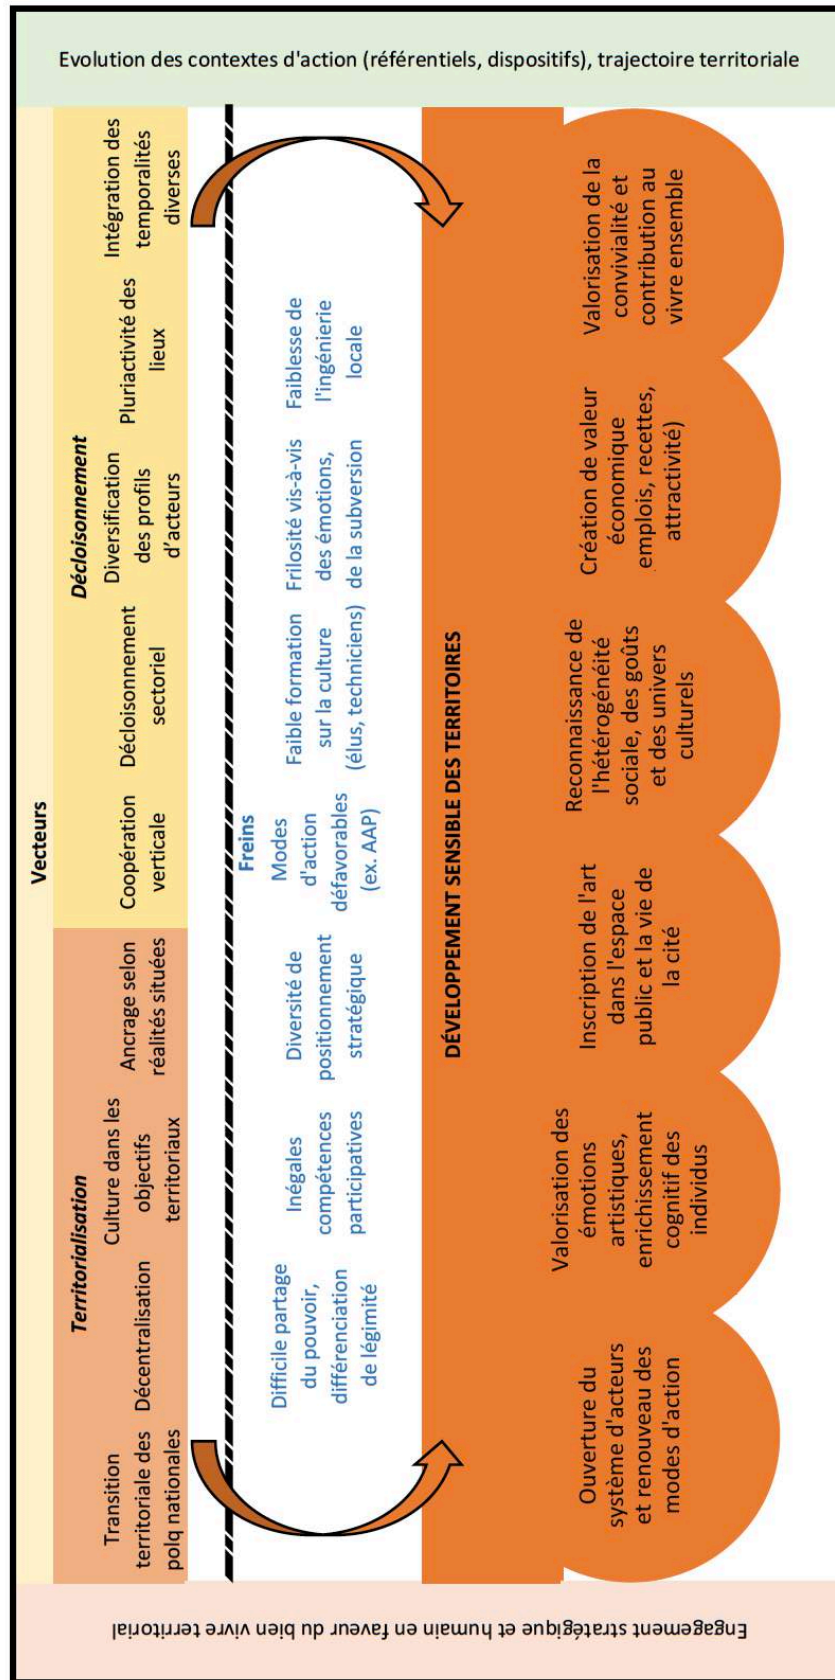 Evolution des contextes d'action (référentiels, dispositifs), trajectoire territoriale
Vecteurs
Territorialisation
Décloisonnement
Transition
territoriale des
polq nationales
Décentralisation
Culture dans les
objectifs
territoriaux
Ancrage selon
réalités situées
Coopération
verticale
Décloisonnement
sectoriel
Diversification
des profils
d'acteurs
Pluriactivité des
lieux
Intégration des
temporalités
diverses
Freins
Difficile partage
du pouvoir,
différenciation
de légimité
Inégales
compétences
participatives
Diversité de
positionnement
stratégique
Modes
d'action
défavorables
(ex. AAP)
Faible formation
sur la culture
(élus, techniciens)
Frilosité vis-à-vis
des émotions,
de la subversion
Faiblesse de
l'ingénierie
locale
DÉVELOPPEMENT SENSIBLE DES TERRITOIRES
Ouverture du
système d'acteurs
et renouveau des
modes d'action
Valorisation des
émotions
artistiques,
enrichissement
cognitif des
individus
Inscription de l'art
dans l'espace
public et la vie de
la cité
Reconnaissance de
l'hétérogénéité
sociale, des goûts
et des univers
culturels
Création de valeur
économique
emplois, recettes,
attractivité)
Valorisation de la
convivialité et
contribution au
vivre ensemble
Engagement stratégique et humain en faveur du bien vivre territorial